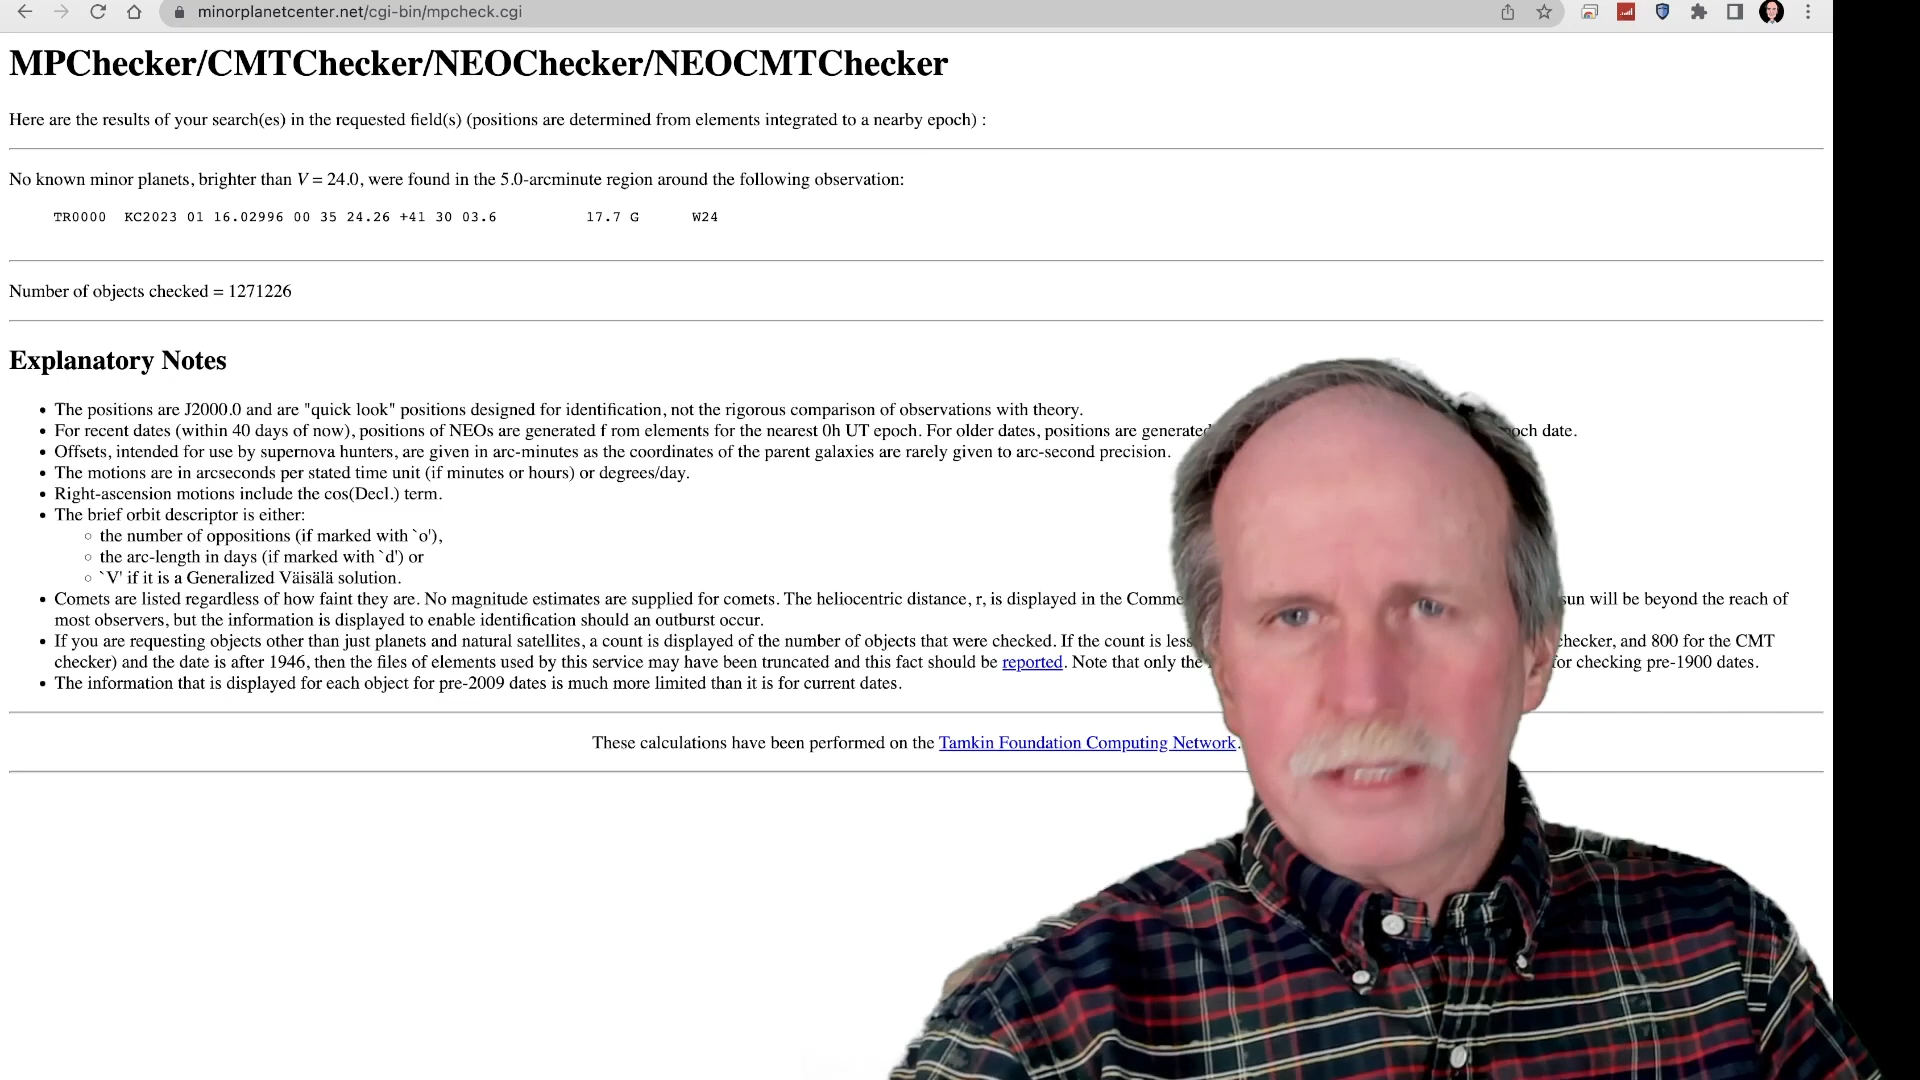 minorplanetcenter.net/cgi-bin/mpcheck.cgi
MPChecker/CMTChecker/NEOChecker/NEOCMTChecker
Here are the results of your search(es) in the requested field(s) (positions are determined from elements integrated to a nearby epoch) :
No known minor planets, brighter than V = 24.0, were found in the 5.0-arcminute region around the following observation:
TR0000 KC2023 01 16.02996 00 35 24.26 +41 30 03.6 17.7 G W24
Number of objects checked = 1271226
Explanatory Notes
• The positions are J2000.0 and are "quick look" positions designed for identification, not the rigorous comparison of observations with theory.
• For recent dates (within 40 days of now), positions of NEOs are generated f rom elements for the nearest 0h UT epoch. For older dates, positions are generated och date.
• Offsets, intended for use by supernova hunters, are given in arc-minutes as the coordinates of the parent galaxies are rarely given to arc-second precision.
• The motions are in arcseconds per stated time unit (if minutes or hours) or degrees/day.
• Right-ascension motions include the cos(Decl.) term.
• The brief orbit descriptor is either:
◦ the number of oppositions (if marked with `o'),
◦ the arc-length in days (if marked with `d') or
◦ `V' if it is a Generalized Väisälä solution.
• Comets are listed regardless of how faint they are. No magnitude estimates are supplied for comets. The heliocentric distance, r, is displayed in the Comme sun will be beyond the reach of
most observers, but the information is displayed to enable identification should an outburst occur.
• If you are requesting objects other than just planets and natural satellites, a count is displayed of the number of objects that were checked. If the count is less checker, and 800 for the CMT
checker) and the date is after 1946, then the files of elements used by this service may have been truncated and this fact should be reported. Note that only the for checking pre-1900 dates.
• The information that is displayed for each object for pre-2009 dates is much more limited than it is for current dates.
These calculations have been performed on the Tamkin Foundation Computing Network.